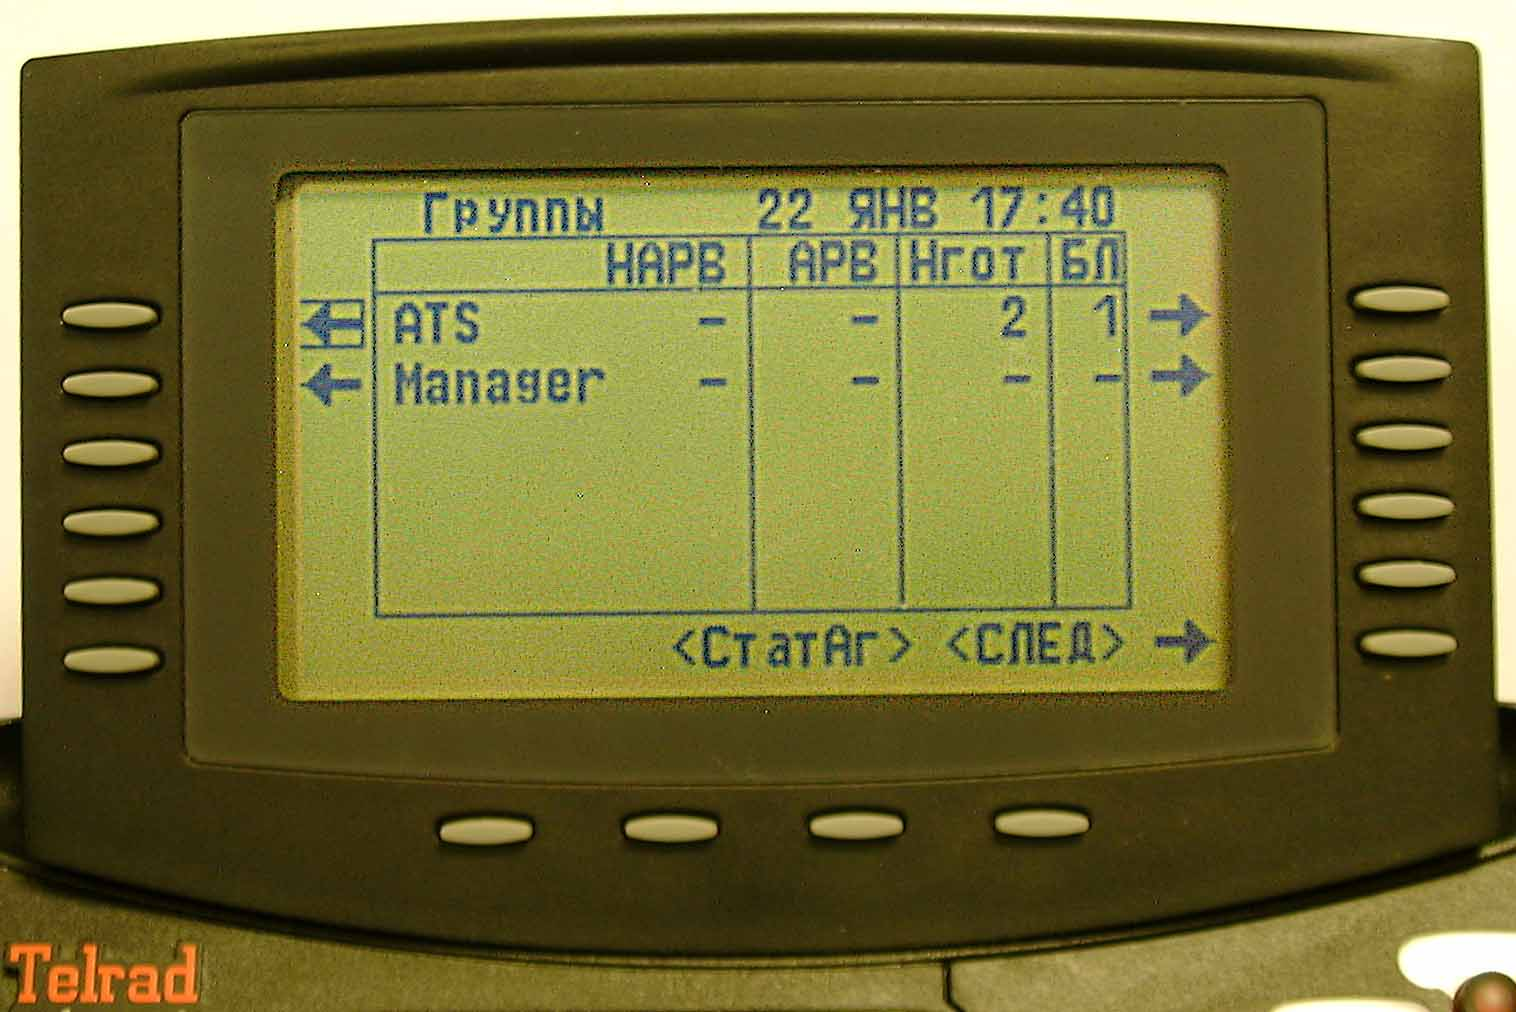 Группы 22 ЯНВ 17:40
НАРВ АРВ Нгот БЛ
ATS - - 2 1
Manager - - - -
<СтатАг> <СЛЕД>
Telrad